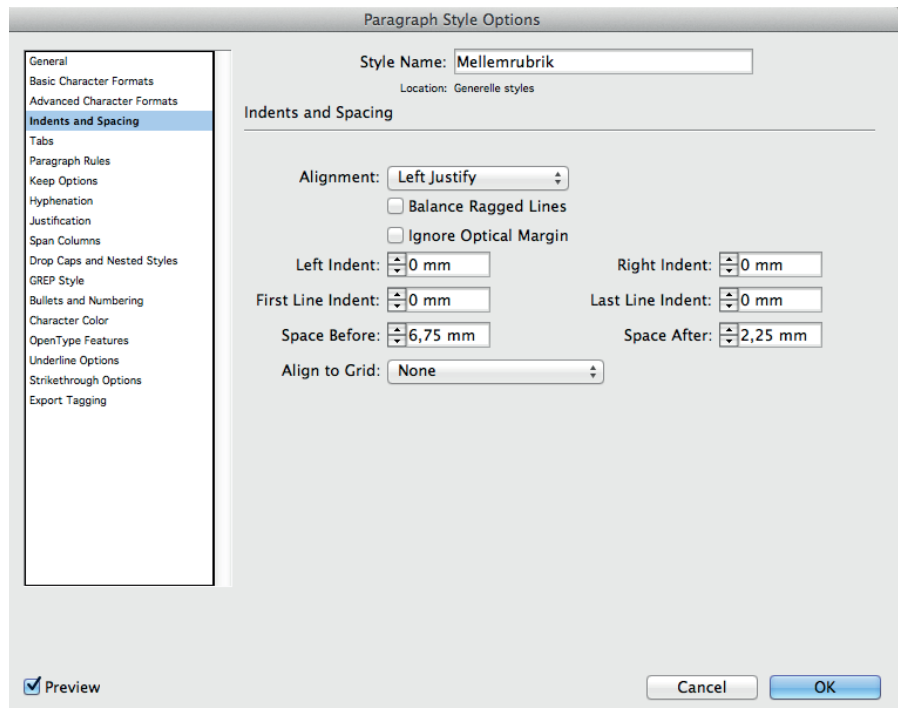 Paragraph Style Options
General
Basic Character Formats
Advanced Character Formats
Indents and Spacing
Tabs
Paragraph Rules
Keep Options
Hyphenation
Justification
Span Columns
Drop Caps and Nested Styles
GREP Style
Bullets and Numbering
Character Color
OpenType Features
Underline Options
Strikethrough Options
Export Tagging
Style Name: Mellemrubrik
Location: Generelle styles
Indents and Spacing
Alignment: Left Justify
Balance Ragged Lines
Ignore Optical Margin
Left Indent: 0 mm Right Indent: 0 mm
First Line Indent: 0 mm Last Line Indent: 0 mm
Space Before: 6,75 mm Space After: 2,25 mm
Align to Grid: None
Preview Cancel OK